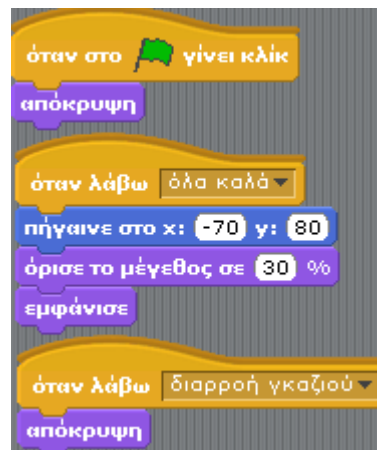 όταν στο γίνει κλίκ
απόκρυψη
όταν λάβω όλα καλά
πήγαινε στο x: -70 y: 80
όρισε το μέγεθος σε 30 %
εμφάνισε
όταν λάβω διαρροή γκαζιού
απόκρυψη